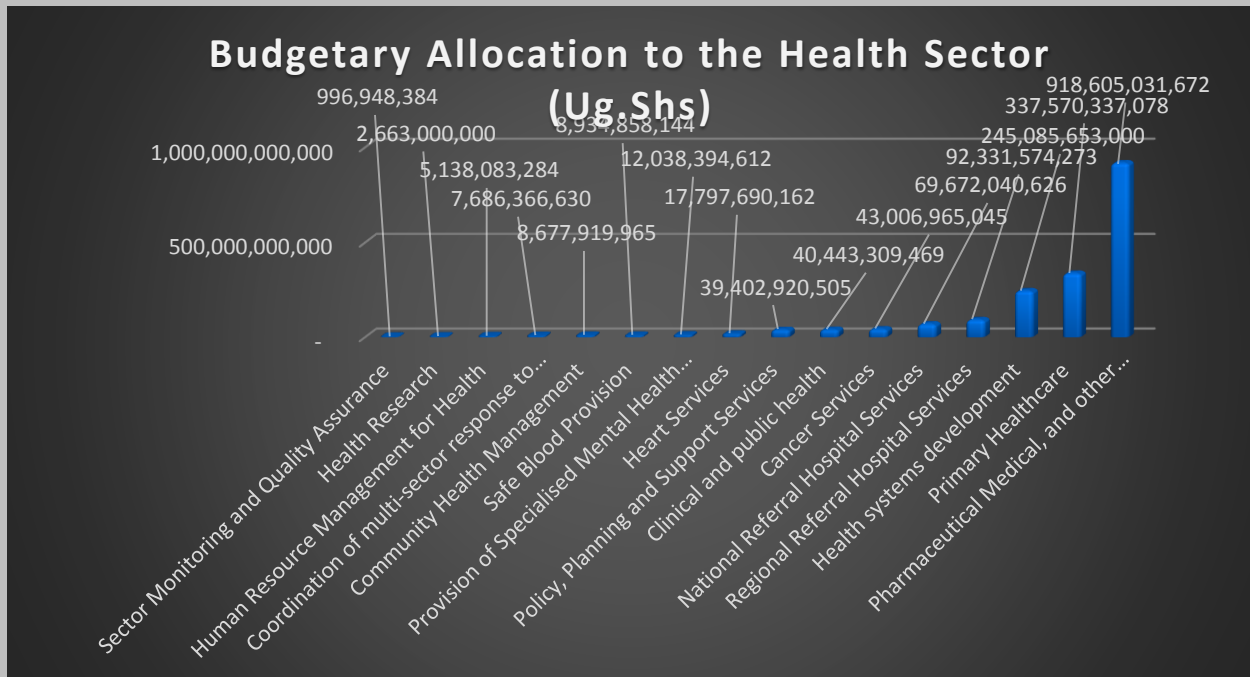 Budgetary Allocation to the Health Sector
(Ug.Shs)
1,000,000,000,000
500,000,000,000
-
996,948,384
2,663,000,000
5,138,083,284
7,686,366,630
8,677,919,965
8,934,858,144
12,038,394,612
17,797,690,162
39,402,920,505
40,443,309,469
43,006,965,045
69,672,040,626
92,331,574,273
245,085,653,000
337,570,337,078
918,605,031,672
Sector Monitoring and Quality Assurance
Health Research
Human Resource Management for Health
Coordination of multi-sector response to...
Community Health Management
Safe Blood Provision
Provision of Specialised Mental Health...
Heart Services
Policy, Planning and Support Services
Clinical and public health
Cancer Services
National Referral Hospital Services
Regional Referral Hospital Services
Health systems development
Primary Healthcare
Pharmaceutical Medical, and other...